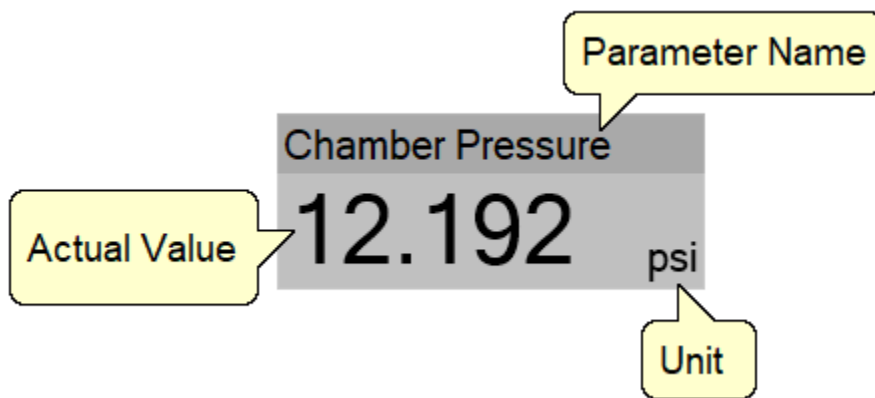 Parameter Name
Chamber Pressure
Actual Value
12.192
psi
Unit